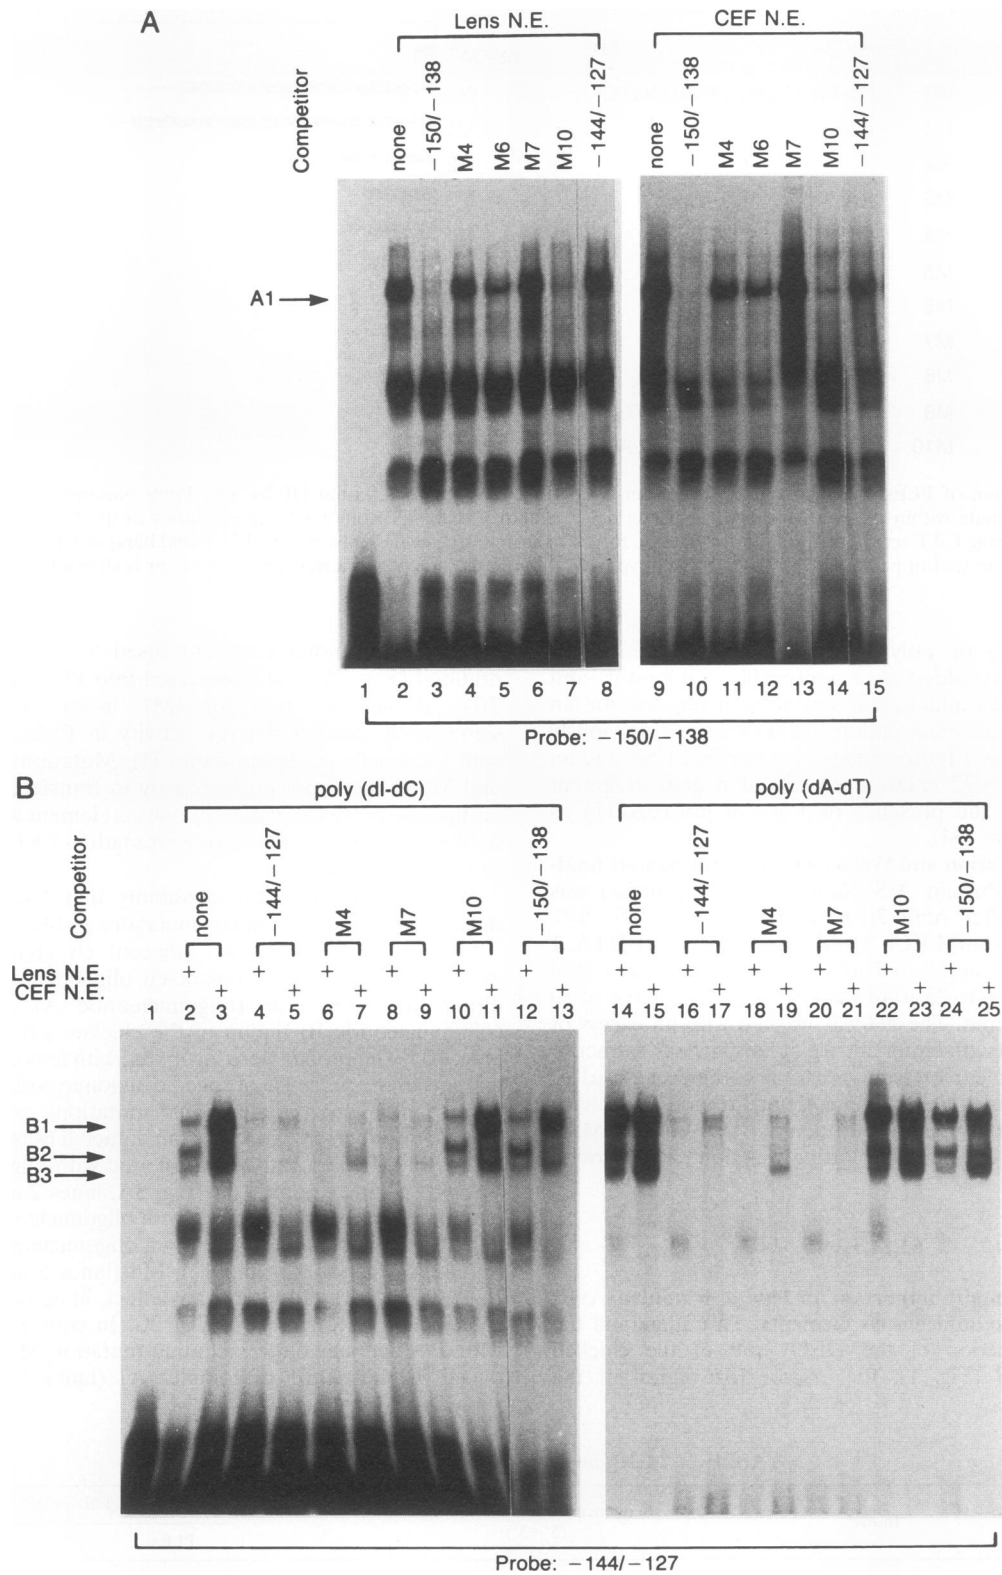 A
Lens N.E.
CEF N.E.
Competitor
none
-150/-138
M4
M6
M7
M10
-144/-127
none
-150/-138
M4
M6
M7
M10
-144/-127
A1
1 2 3 4 5 6 7 8 9 10 11 12 13 14 15
Probe: -150/-138
B
poly (dI-dC)
poly (dA-dT)
Competitor
none
-144/-127
M4
M7
M10
-150/-138
none
-144/-127
M4
M7
M10
-150/-138
Lens N.E. + + + + + + + + + + + +
CEF N.E. + + + + + + + + + + + +
1 2 3 4 5 6 7 8 9 10 11 12 13 14 15 16 17 18 19 20 21 22 23 24 25
B1
B2
B3
Probe: -144/-127